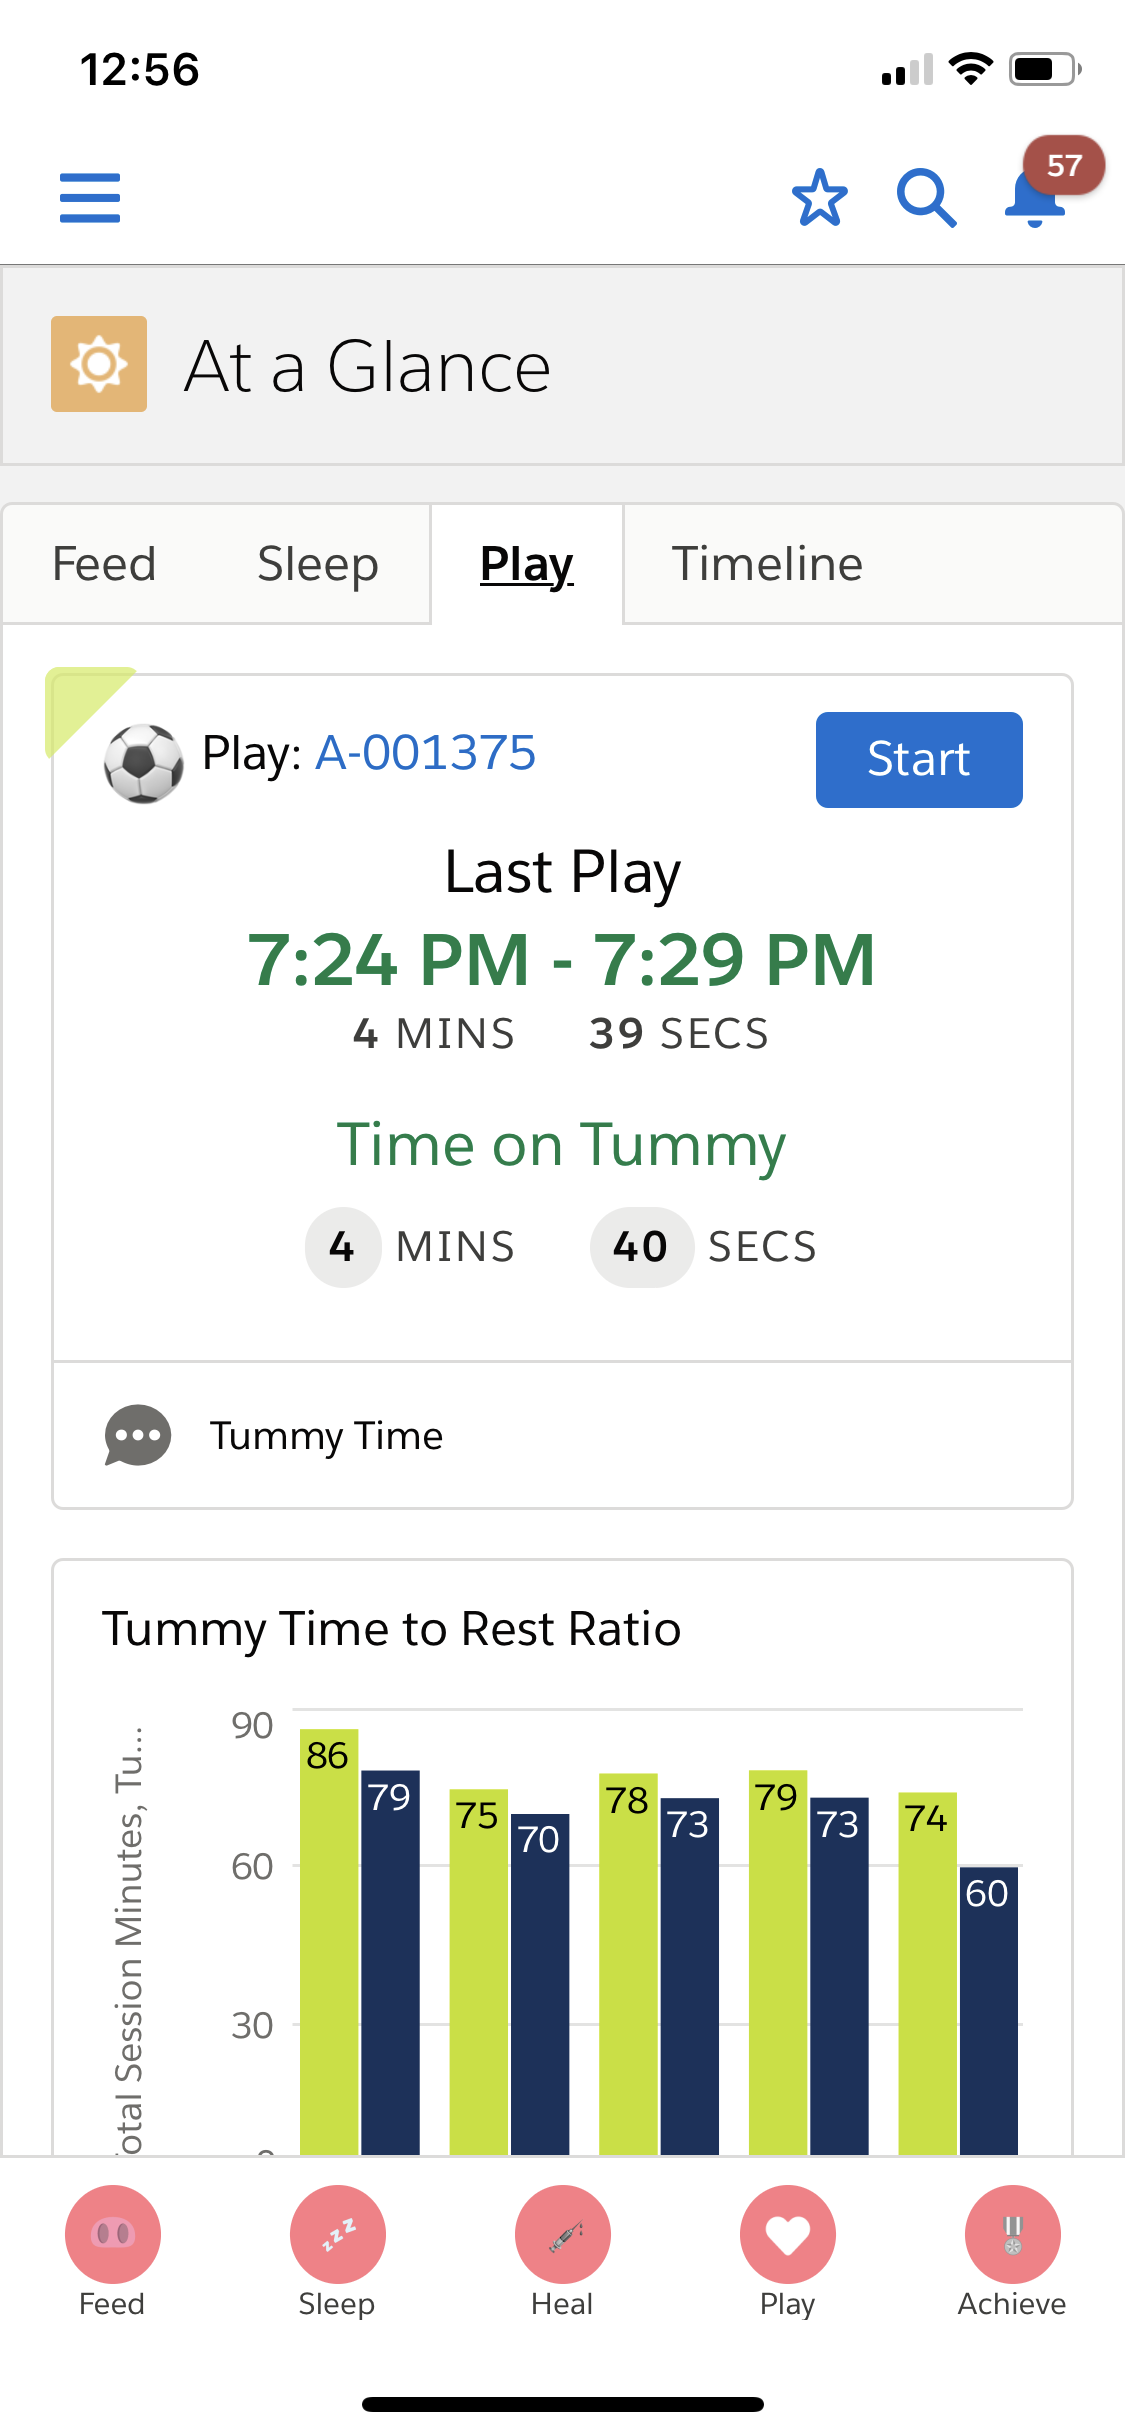 12:56
57
At a Glance
Feed Sleep Play Timeline
Play: A-001375 Start
Last Play
7:24 PM - 7:29 PM
4 MINS 39 SECS
Time on Tummy
4 MINS 40 SECS
Tummy Time
Tummy Time to Rest Ratio
Session Minutes, Tu...
90
60
30
86 79 75 70 78 73 79 73 74 60
Feed Sleep Heal Play Achieve